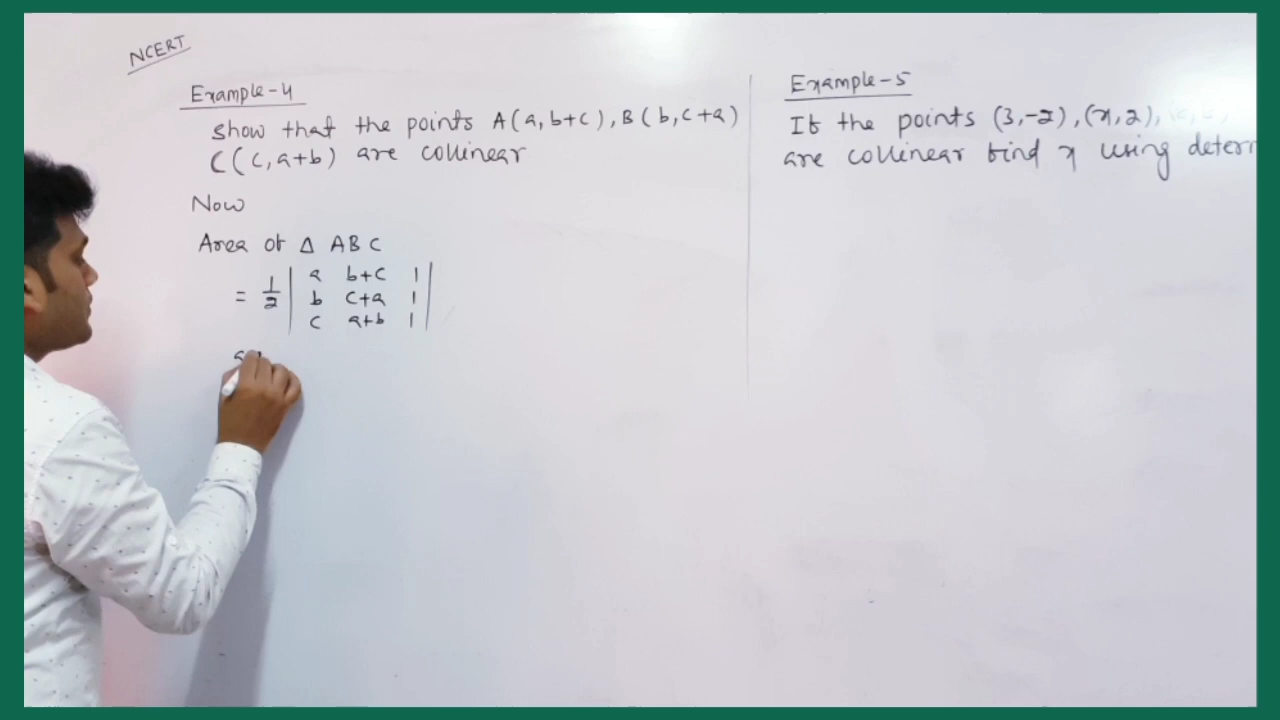 NCERT
Example-4
Show that the points A(a, b+c), B(b, c+a)
C(c, a+b) are collinear
Now
Area of Δ ABC
= 1/2 | a b+c 1 |
| b c+a 1 |
| c a+b 1 |
Example-5
If the points (3,-2), (x,2),
are collinear find x using determ